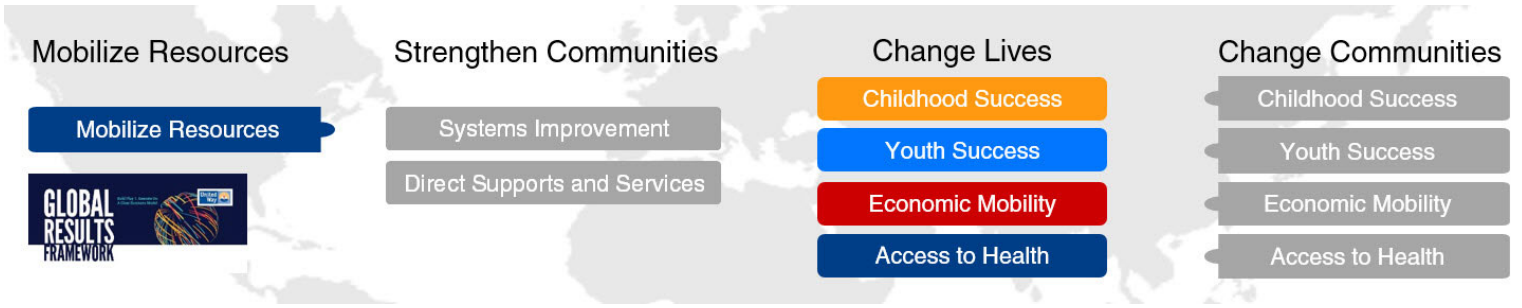 Mobilize Resources
Mobilize Resources
GLOBAL
RESULTS
FRAMEWORK
United
Way
Strengthen Communities
Systems Improvement
Direct Supports and Services
Change Lives
Childhood Success
Youth Success
Economic Mobility
Access to Health
Change Communities
Childhood Success
Youth Success
Economic Mobility
Access to Health